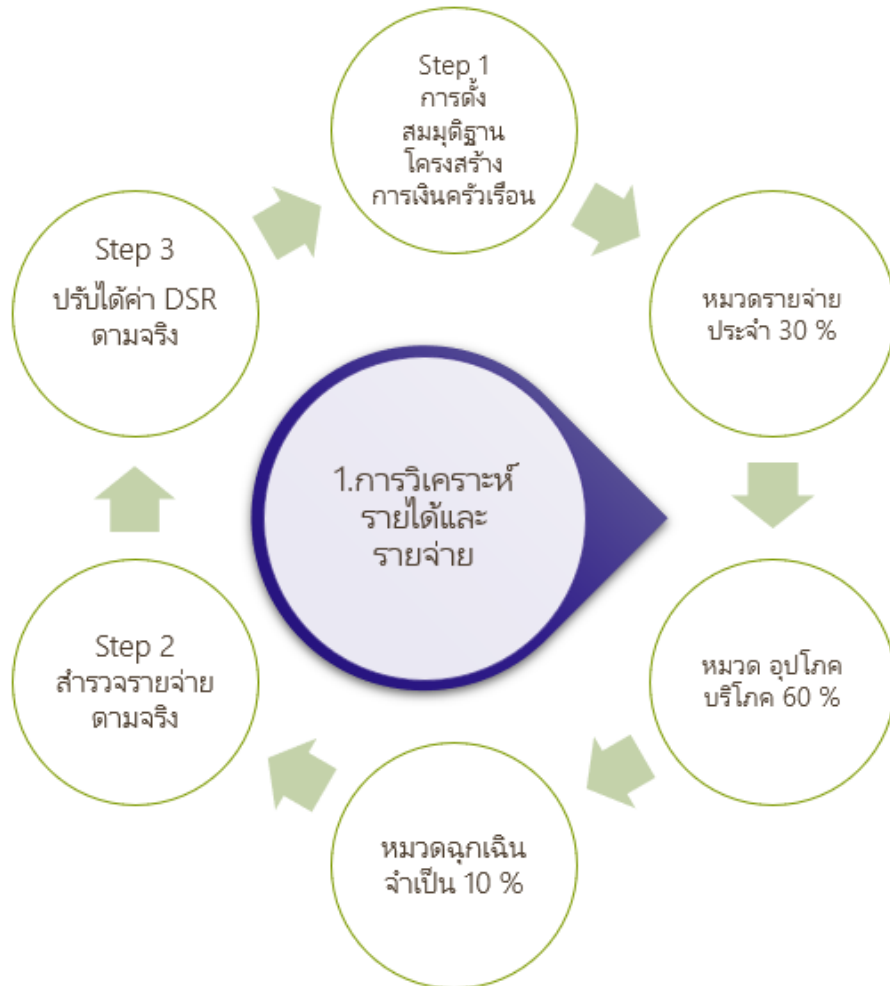 Step 1
การตั้ง
สมมุติฐาน
โครงสร้าง
การเงินครัวเรือน
หมวดรายจ่าย
ประจำ 30 %
หมวด อุปโภค
บริโภค 60 %
หมวดฉุกเฉิน
จำเป็น 10 %
Step 2
สำรวจรายจ่าย
ตามจริง
Step 3
ปรับได้ค่า DSR
ตามจริง
1.การวิเคราะห์
รายได้และ
รายจ่าย